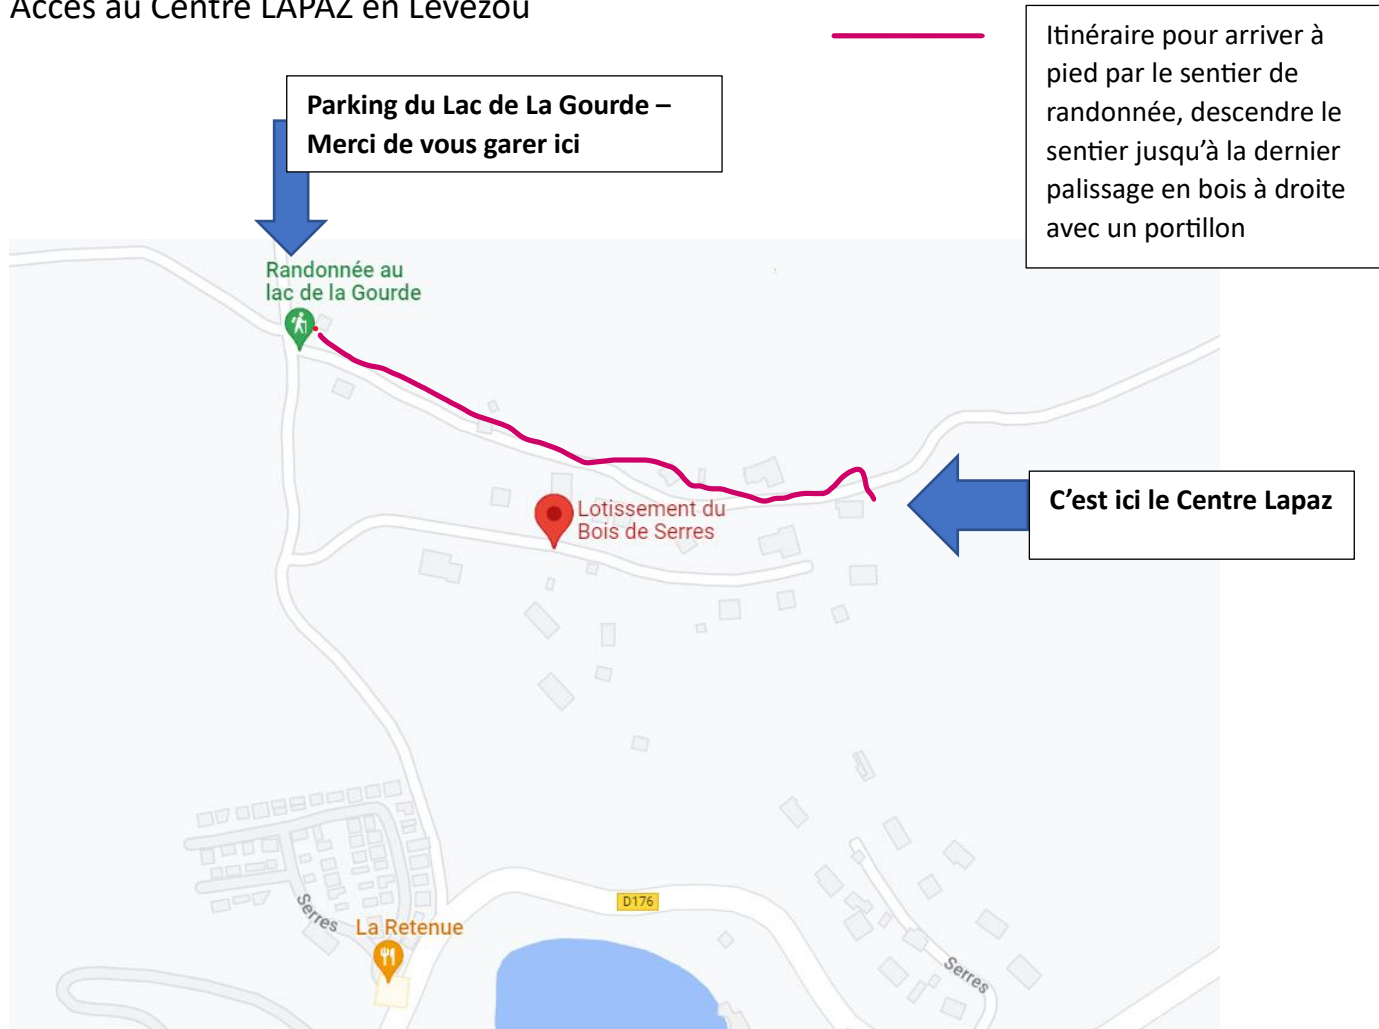 Accès au Centre LAPAZ en Lévézou
Itinéraire pour arriver à
pied par le sentier de
randonnée, descendre le
sentier jusqu'à la dernier
palissage en bois à droite
avec un portillon
Parking du Lac de La Gourde –
Merci de vous garer ici
Randonnée au
lac de la Gourde
C'est ici le Centre Lapaz
Lotissement du
Bois de Serres
D176
Serres
La Retenue
Serres